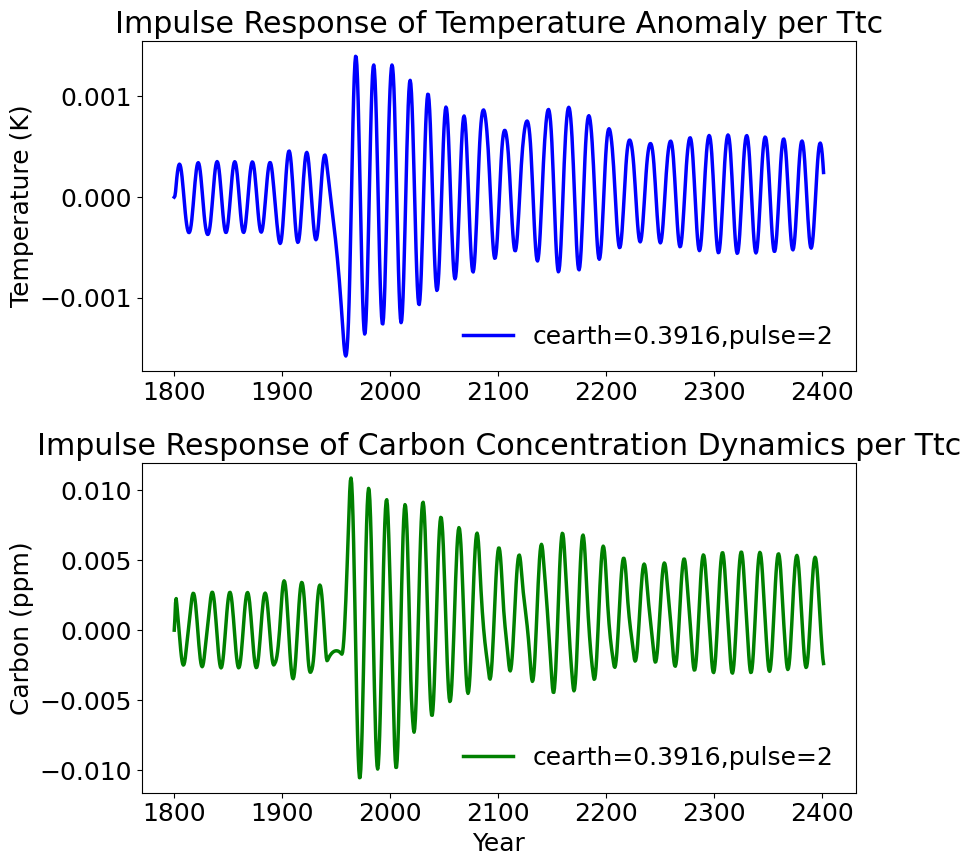 Impulse Response of Temperature Anomaly per Ttc
Temperature (K)
0.001
0.000
−0.001
cearth=0.3916,pulse=2
1800 1900 2000 2100 2200 2300 2400
Impulse Response of Carbon Concentration Dynamics per Ttc
Carbon (ppm)
0.010
0.005
0.000
−0.005
−0.010
cearth=0.3916,pulse=2
1800 1900 2000 2100 2200 2300 2400
Year